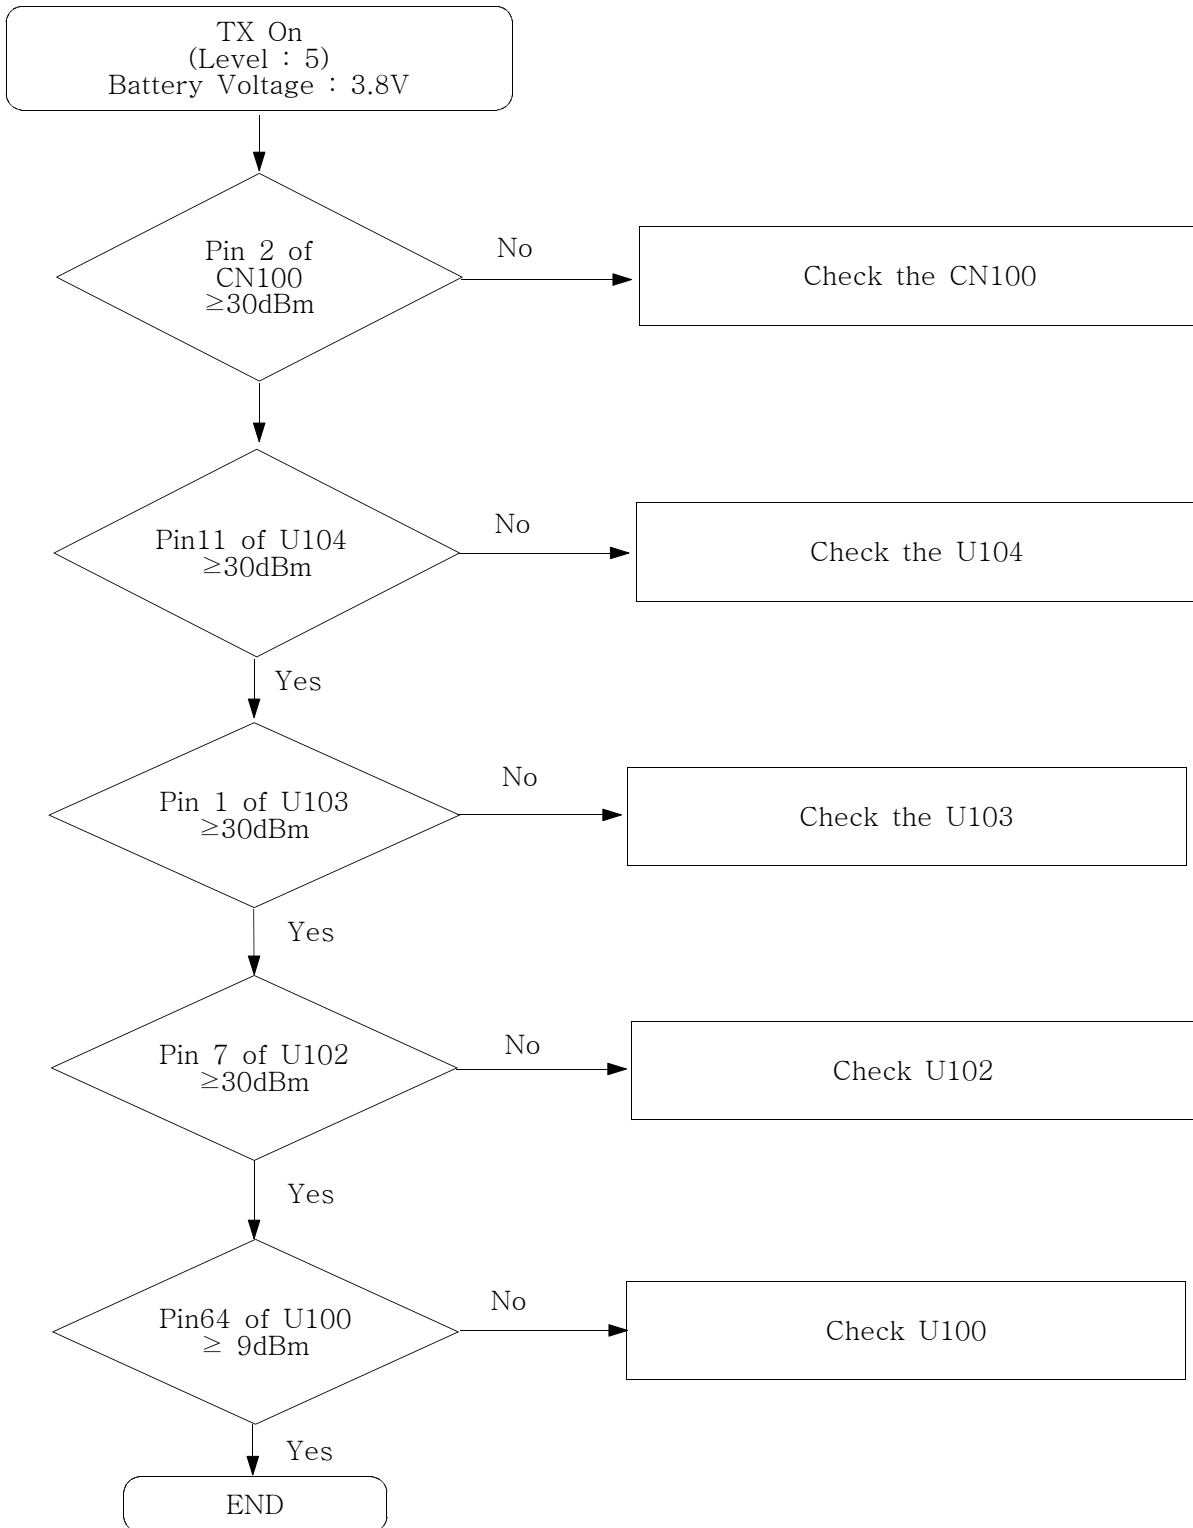 TX On
(Level : 5)
Battery Voltage : 3.8V
Pin 2 of
CN100
≥30dBm
No
Check the CN100
Pin11 of U104
≥30dBm
No
Check the U104
Yes
Pin 1 of U103
≥30dBm
No
Check the U103
Yes
Pin 7 of U102
≥30dBm
No
Check U102
Yes
Pin64 of U100
≥ 9dBm
No
Check U100
Yes
END